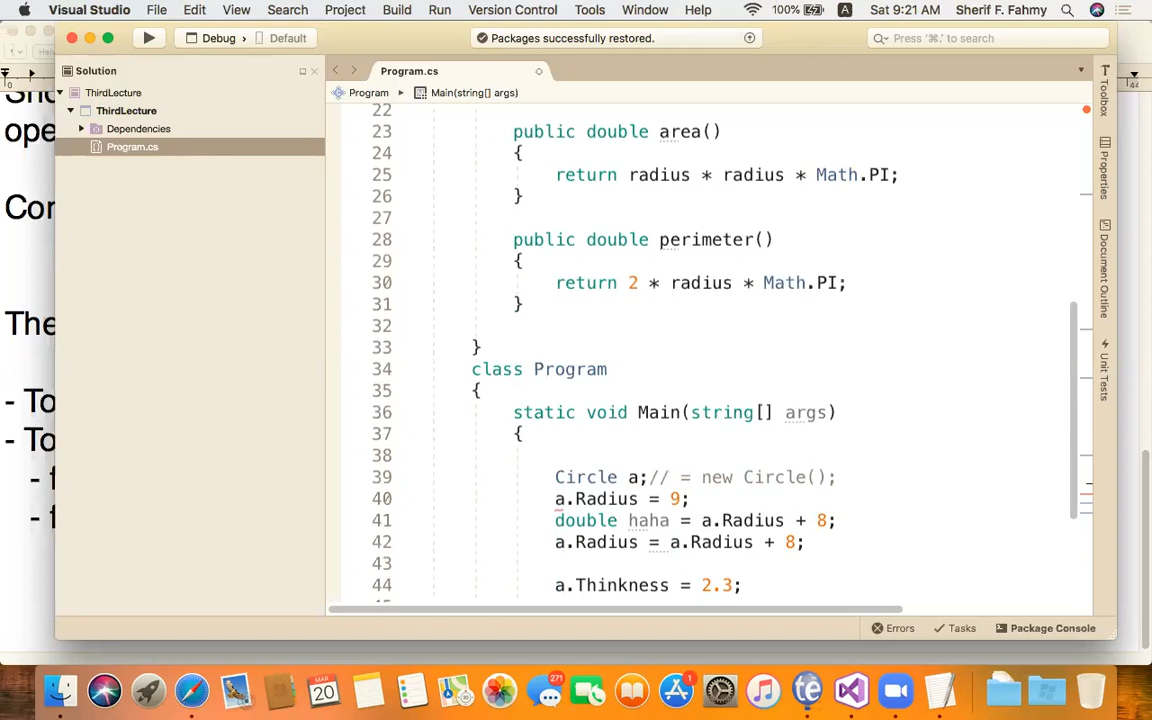 Visual Studio File Edit View Search Project Build Run Version Control Tools Window Help 100% A Sat 9:21 AM Sherif F. Fahmy
Debug › Default Packages successfully restored. Press '⌘.' to search
Solution Program.cs
ThirdLecture
ThirdLecture
Dependencies
Program.cs
Program Main(string[] args)
22
23 public double area()
24 {
25 return radius * radius * Math.PI;
26 }
27
28 public double perimeter()
29 {
30 return 2 * radius * Math.PI;
31 }
32
33 }
34 class Program
35 {
36 static void Main(string[] args)
37 {
38
39 Circle a;// = new Circle();
40 a.Radius = 9;
41 double haha = a.Radius + 8;
42 a.Radius = a.Radius + 8;
43
44 a.Thinkness = 2.3;
Toolbox
Properties
Document Outline
Unit Tests
Errors Tasks Package Console
ope
Cor
The
- To
- To
- f
- f
271
MAR
20
1